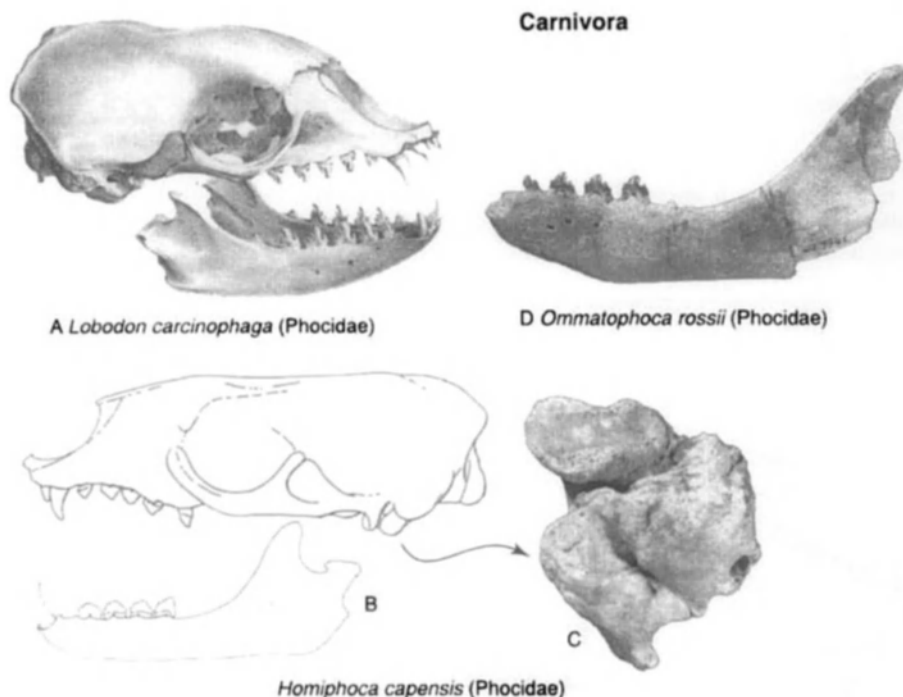 Carnivora
A Lobodon carcinophaga (Phocidae)
D Ommatophoca rossii (Phocidae)
B
C
Homiphoca capensis (Phocidae)